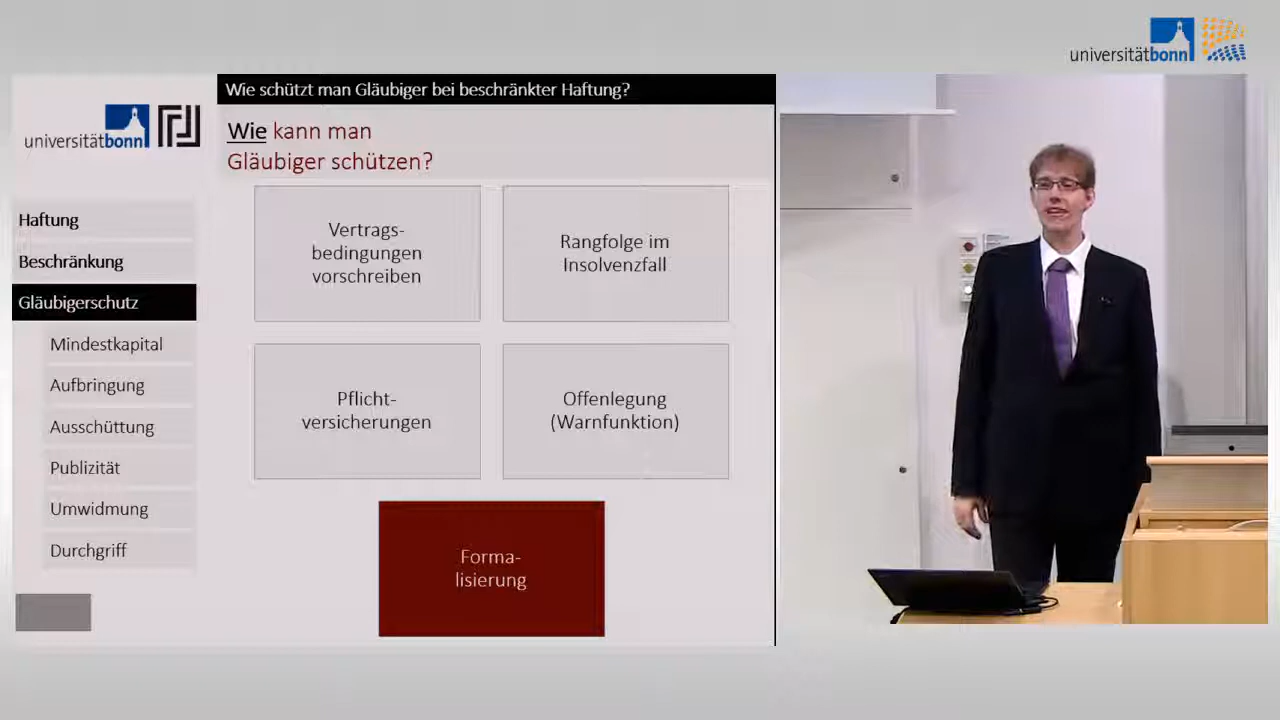 universitätbonn
universitätbonn
Haftung
Beschränkung
Gläubigerschutz
Mindestkapital
Aufbringung
Ausschüttung
Publizität
Umwidmung
Durchgriff
Wie schützt man Gläubiger bei beschränkter Haftung?
Wie kann man
Gläubiger schützen?
Vertrags-
bedingungen
vorschreiben
Rangfolge im
Insolvenzfall
Pflicht-
versicherungen
Offenlegung
(Warnfunktion)
Forma-
lisierung